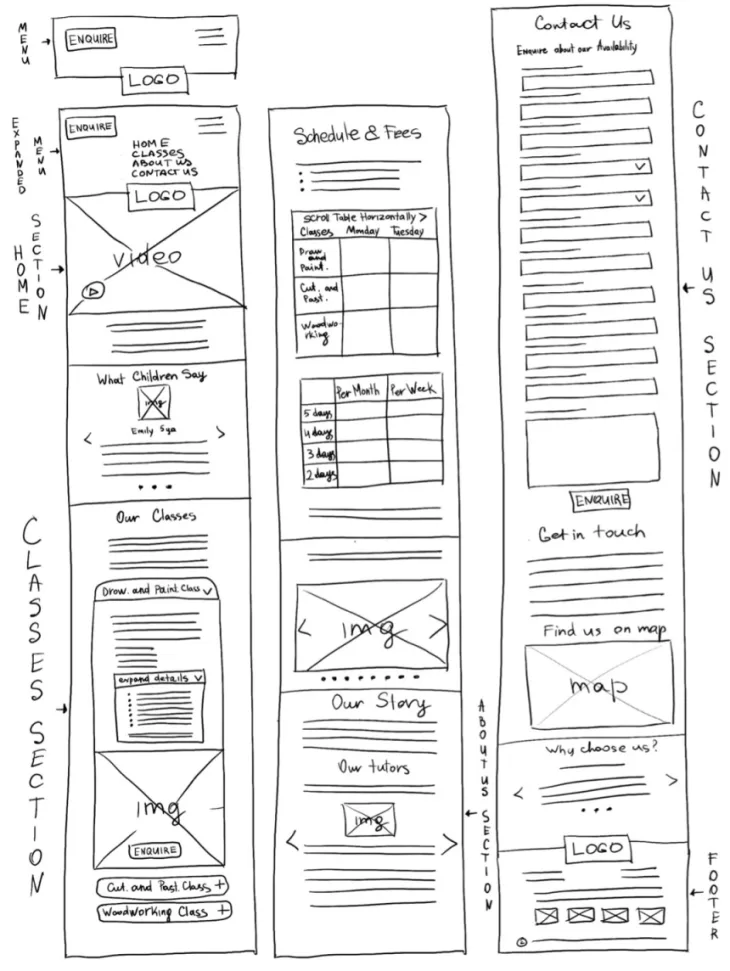 MENU
ENQUIRE
LOGO
EXPANDED MENU
ENQUIRE
HOME
CLASSES
ABOUT US
CONTACT US
LOGO
HOME SECTION
video
What Children Say
img
Emily Sya
< >
CLASSES SECTION
Our Classes
Draw. and Paint. Class
expand details
img
ENQUIRE
Cut. and Past. Class +
Woodworking Class +
Schedule & Fees
Scroll Table Horizontally >
Classes Monday Tuesday
Draw. and Paint.
Cut. and Past.
Woodwo-
rking
Per Month Per Week
5 days
4 days
3 days
2 days
< img >
ABOUT US SECTION
Our Story
Our tutors
img
< >
CONTACT US SECTION
Contact Us
Enquire about our Availability
ENQUIRE
Get in touch
Find us on map
map
Why choose us?
< >
LOGO
FOOTER
©